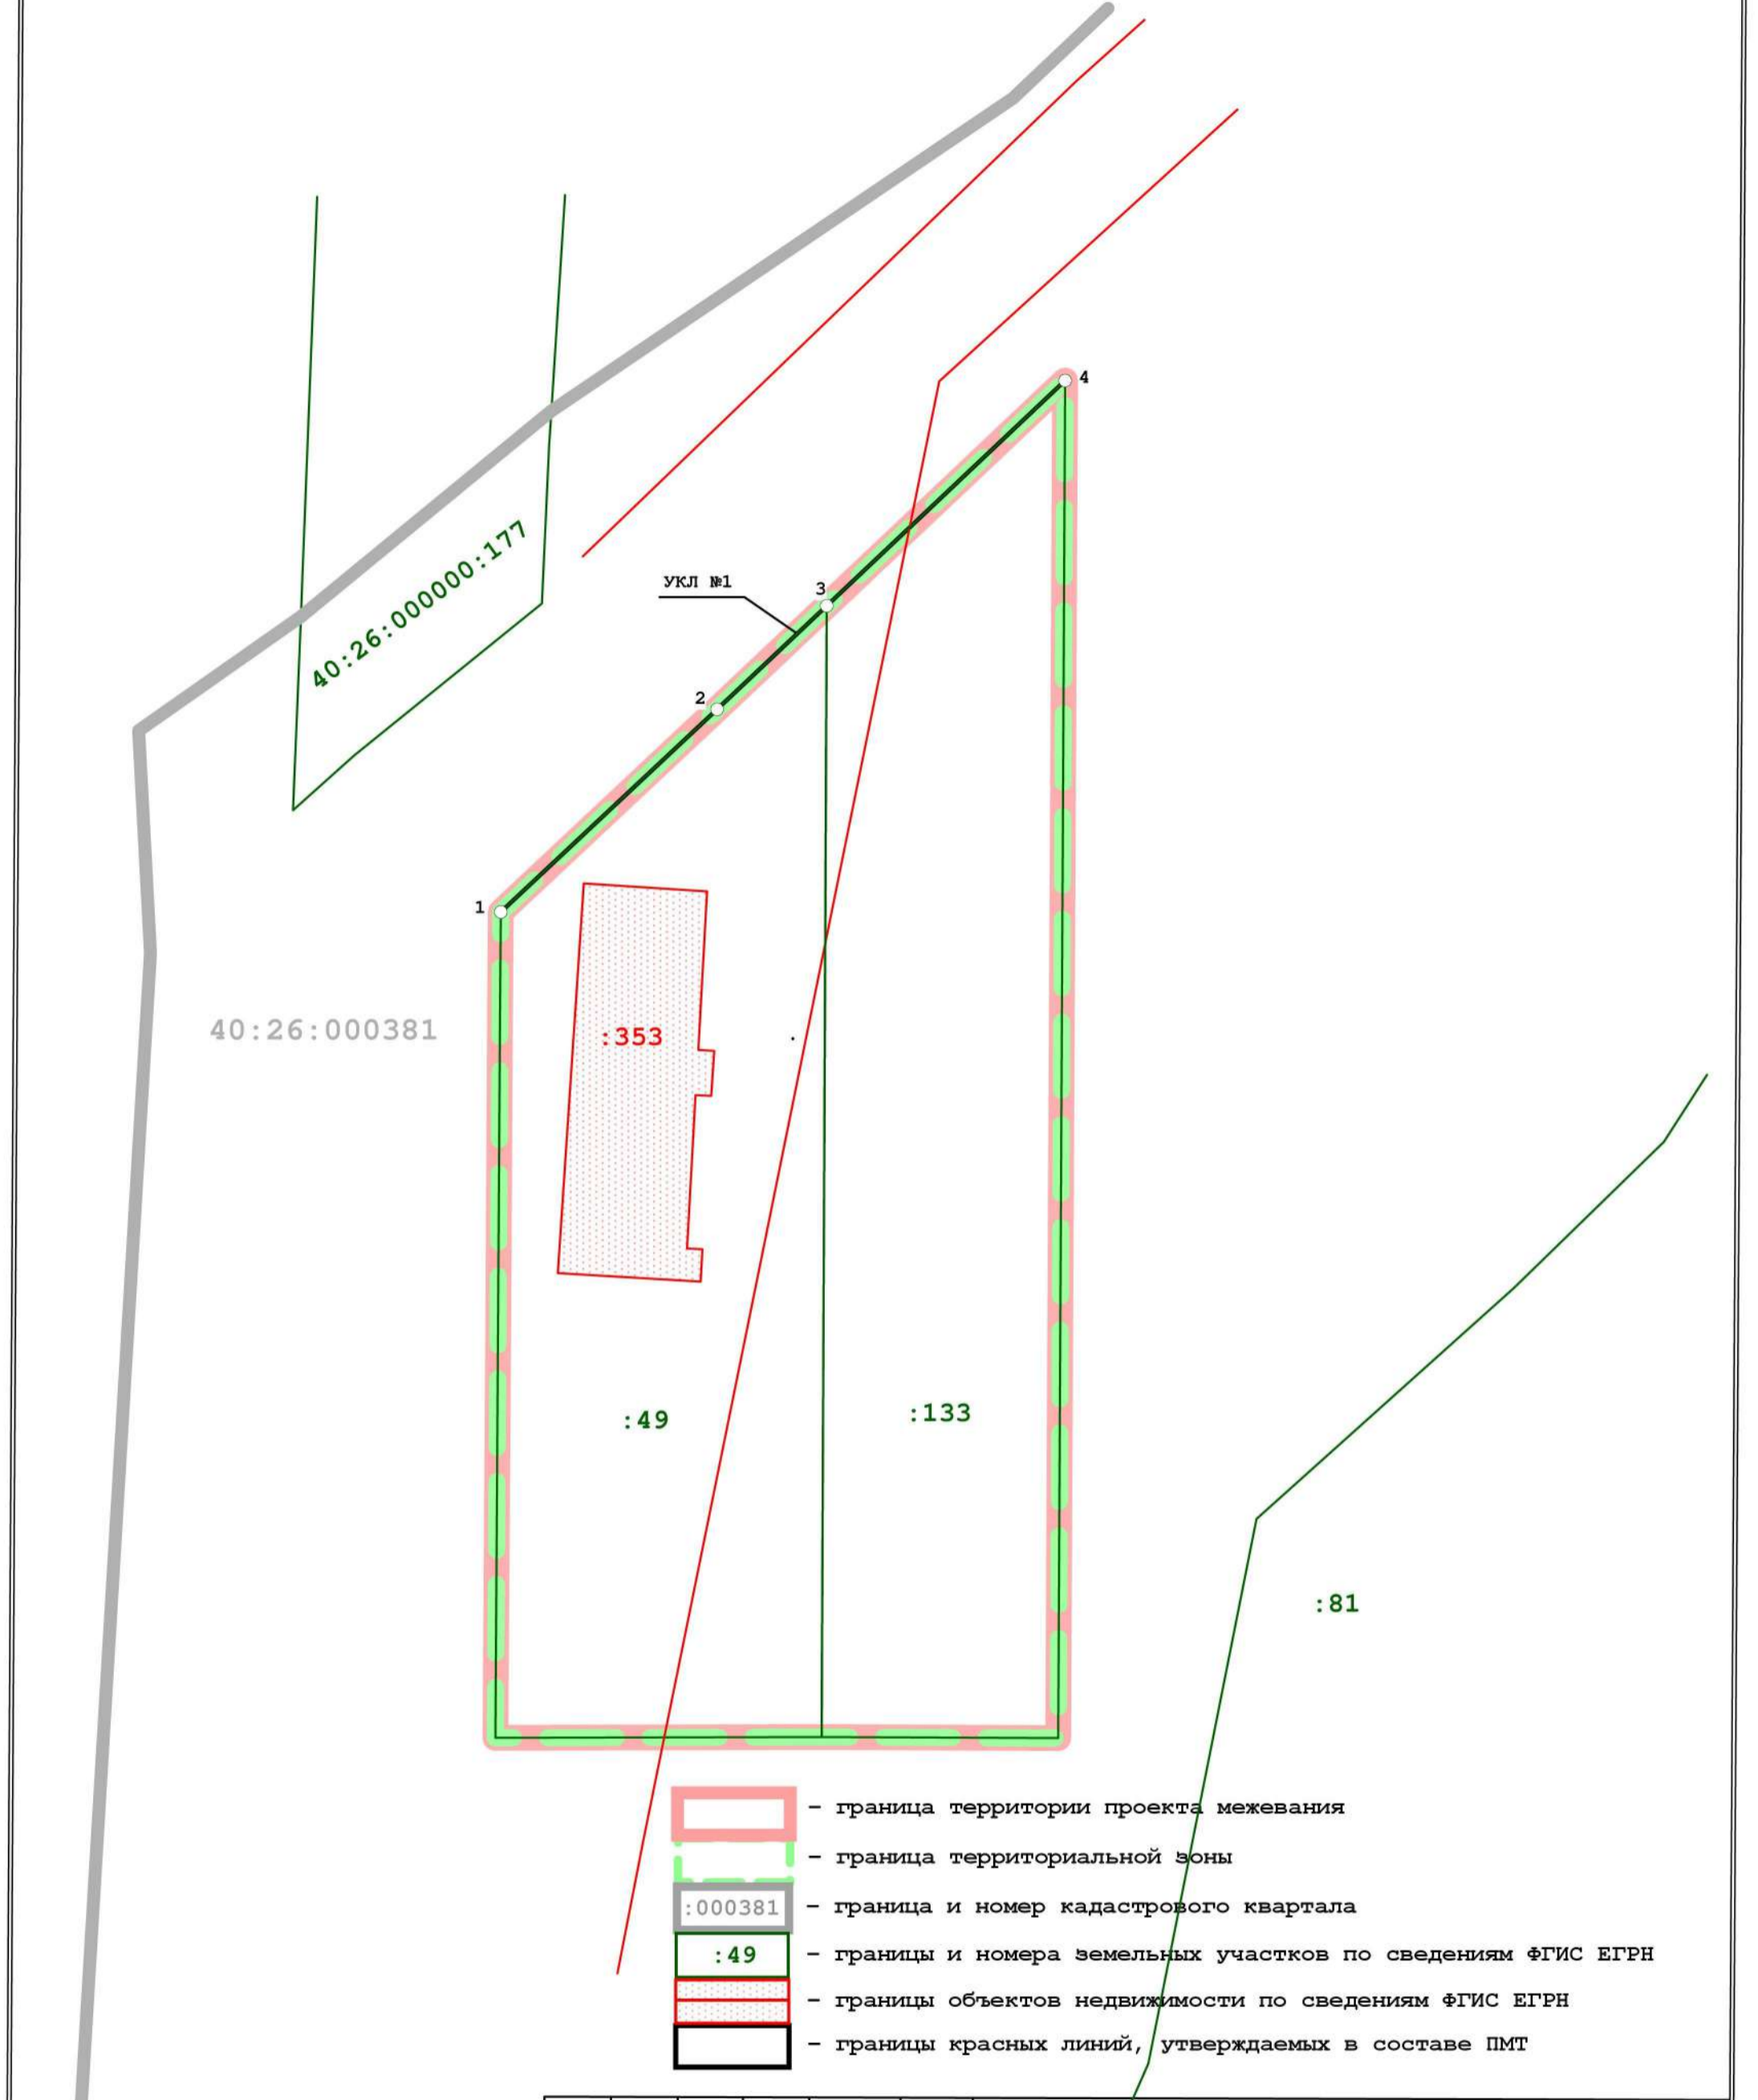 4
40:26:000000:177
УКЛ №1
3
2
1
:353
40:26:000381
:49
:133
:81
– граница территории проекта межевания
– граница территориальной зоны
:000381 – граница и номер кадастрового квартала
:49 – границы и номера земельных участков по сведениям ФГИС ЕГРН
– границы объектов недвижимости по сведениям ФГИС ЕГРН
– границы красных линий, утверждаемых в составе ПМТ